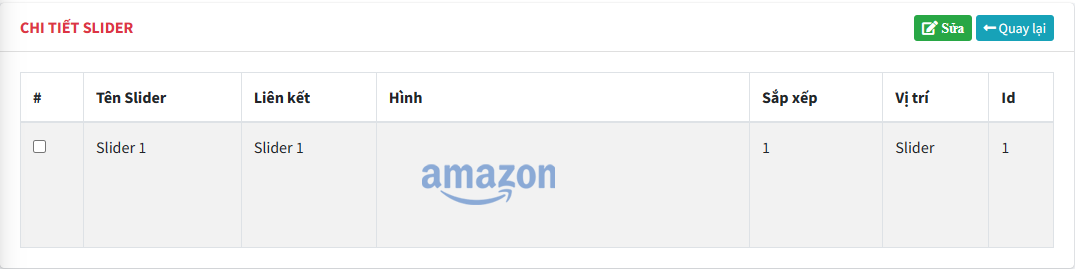 CHI TIẾT SLIDER
Sửa
Quay lại
# Tên Slider Liên kết Hình Sắp xếp Vị trí Id
Slider 1 Slider 1 amazon 1 Slider 1